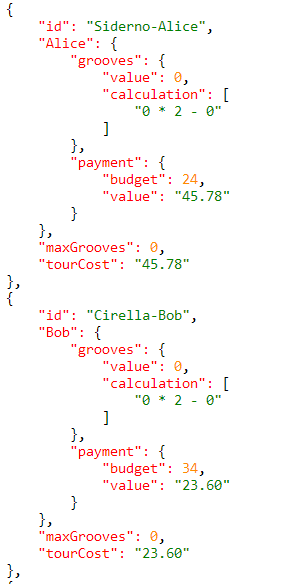 {
    "id": "Siderno-Alice",
    "Alice": {
        "grooves": {
            "value": 0,
            "calculation": [
                "0 * 2 - 0"
            ]
        },
        "payment": {
            "budget": 24,
            "value": "45.78"
        }
    },
    "maxGrooves": 0,
    "tourCost": "45.78"
},
{
    "id": "Cirella-Bob",
    "Bob": {
        "grooves": {
            "value": 0,
            "calculation": [
                "0 * 2 - 0"
            ]
        },
        "payment": {
            "budget": 34,
            "value": "23.60"
        }
    },
    "maxGrooves": 0,
    "tourCost": "23.60"
},